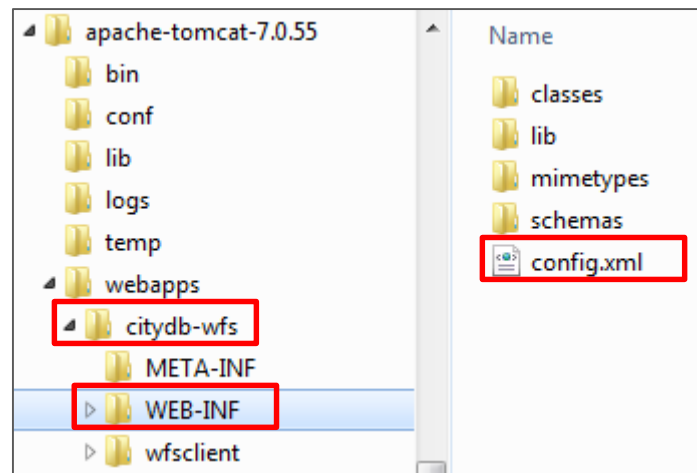 apache-tomcat-7.0.55
bin
conf
lib
logs
temp
webapps
citydb-wfs
META-INF
WEB-INF
wfsclient
Name
classes
lib
mimetypes
schemas
config.xml